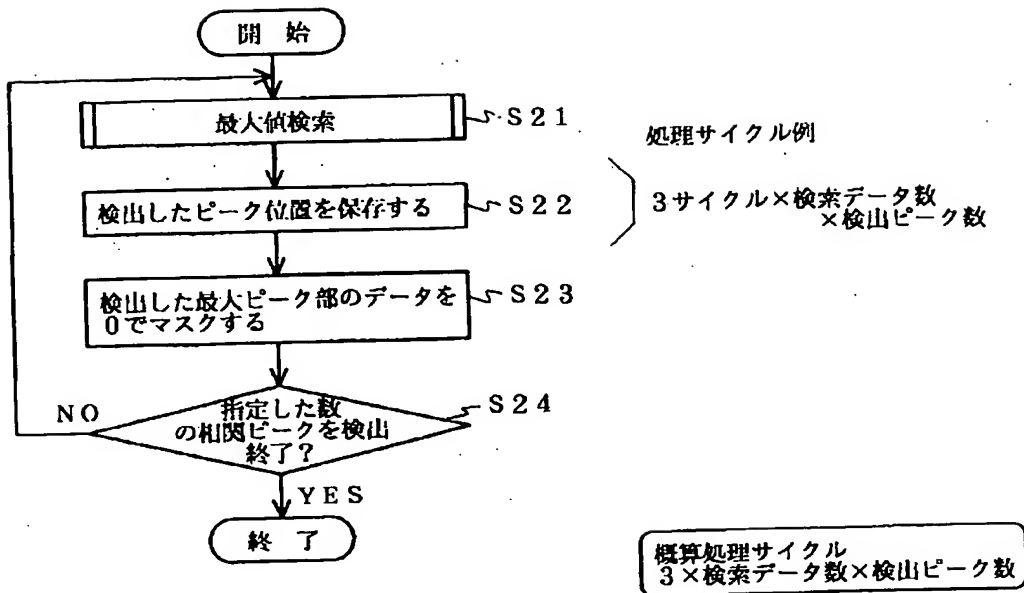 開 始
最大値検索
S21
処理サイクル例
検出したピーク位置を保存する
S22
3サイクル×検索データ数
×検出ピーク数
検出した最大ピーク部のデータを
0でマスクする
S23
指定した数
の相関ピークを検出
終了?
S24
NO
YES
終 了
概算処理サイクル
3×検索データ数×検出ピーク数